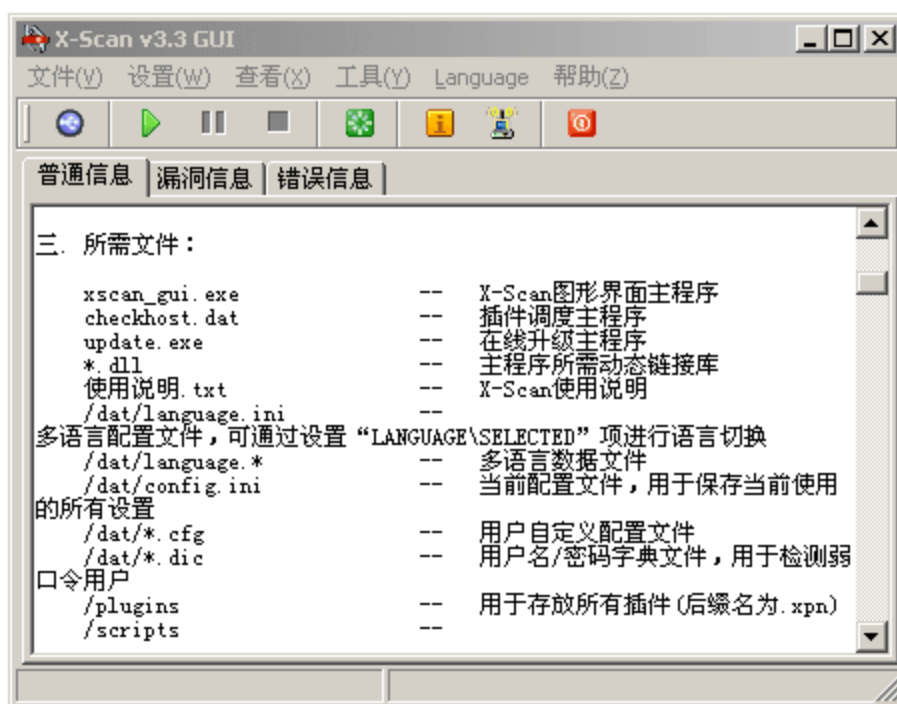 X-Scan v3.3 GUI
文件(V) 设置(W) 查看(X) 工具(Y) Language 帮助(Z)
普通信息 漏洞信息 错误信息
三. 所需文件：
xscan_gui.exe -- X-Scan图形界面主程序
checkhost.dat -- 插件调度主程序
update.exe -- 在线升级主程序
*.dll -- 主程序所需动态链接库
使用说明.txt -- X-Scan使用说明
/dat/language.ini --
多语言配置文件，可通过设置“LANGUAGE\SELECTED”项进行语言切换
/dat/language.* -- 多语言数据文件
/dat/config.ini -- 当前配置文件，用于保存当前使用
的所有设置
/dat/*.cfg -- 用户自定义配置文件
/dat/*.dic -- 用户名/密码字典文件，用于检测弱
口令用户
/plugins -- 用于存放所有插件(后缀名为.xpn)
/scripts --